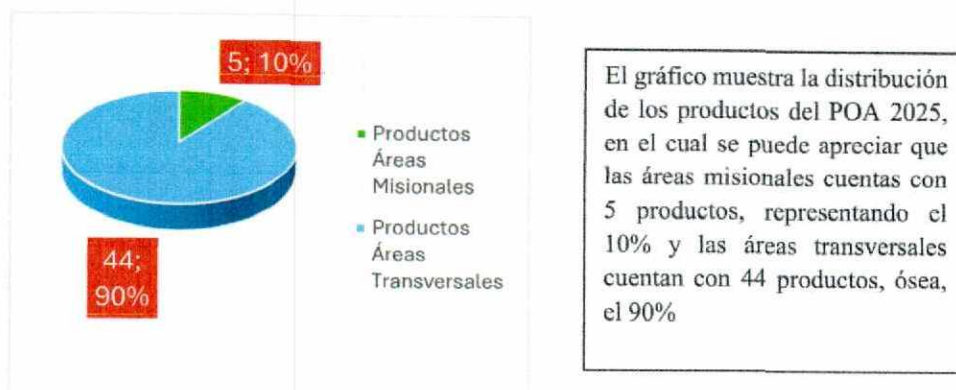 5; 10%
Productos
Áreas
Misionales
Productos
Áreas
Transversales
44;
90%
El gráfico muestra la distribución
de los productos del POA 2025,
en el cual se puede apreciar que
las áreas misionales cuentas con
5 productos, representando el
10% y las áreas transversales
cuentan con 44 productos, ósea,
el 90%